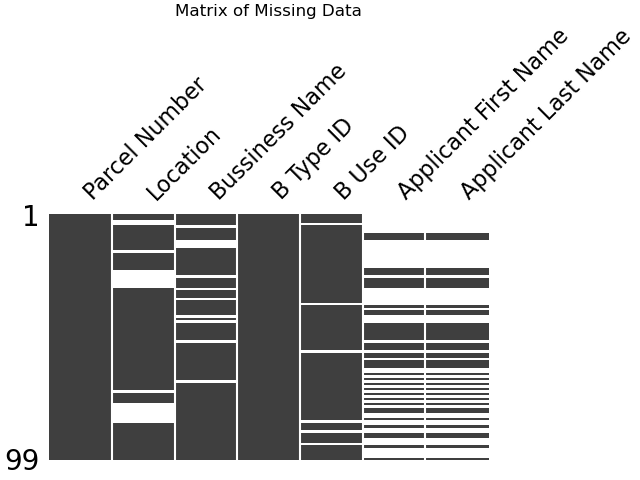 Matrix of Missing Data
Parcel Number
Location
Bussiness Name
B Type ID
B Use ID
Applicant First Name
Applicant Last Name
1
99